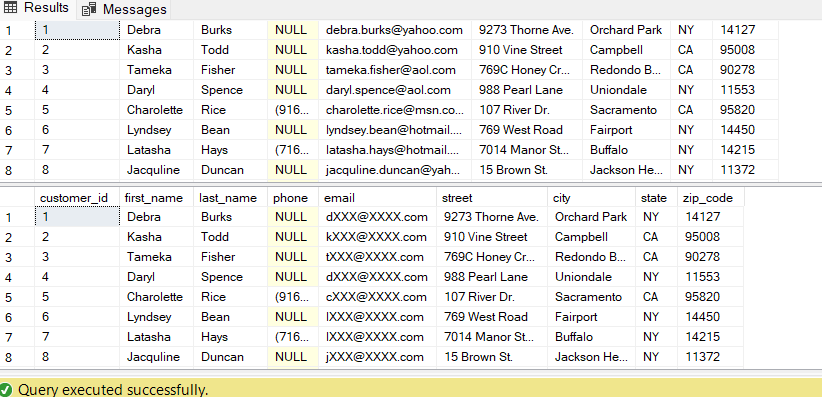 Results Messages
1 1 Debra Burks NULL debra.burks@yahoo.com 9273 Thorne Ave. Orchard Park NY 14127
2 2 Kasha Todd NULL kasha.todd@yahoo.com 910 Vine Street Campbell CA 95008
3 3 Tameka Fisher NULL tameka.fisher@aol.com 769C Honey Cr... Redondo B... CA 90278
4 4 Daryl Spence NULL daryl.spence@aol.com 988 Pearl Lane Uniondale NY 11553
5 5 Charolette Rice (916... charolette.rice@msn.co... 107 River Dr. Sacramento CA 95820
6 6 Lyndsey Bean NULL lyndsey.bean@hotmail.... 769 West Road Fairport NY 14450
7 7 Latasha Hays (716... latasha.hays@hotmail.... 7014 Manor St... Buffalo NY 14215
8 8 Jacquline Duncan NULL jacquline.duncan@yah... 15 Brown St. Jackson He... NY 11372
customer_id first_name last_name phone email street city state zip_code
1 1 Debra Burks NULL dXXX@XXXX.com 9273 Thorne Ave. Orchard Park NY 14127
2 2 Kasha Todd NULL kXXX@XXXX.com 910 Vine Street Campbell CA 95008
3 3 Tameka Fisher NULL tXXX@XXXX.com 769C Honey Cr... Redondo B... CA 90278
4 4 Daryl Spence NULL dXXX@XXXX.com 988 Pearl Lane Uniondale NY 11553
5 5 Charolette Rice (916... cXXX@XXXX.com 107 River Dr. Sacramento CA 95820
6 6 Lyndsey Bean NULL lXXX@XXXX.com 769 West Road Fairport NY 14450
7 7 Latasha Hays (716... lXXX@XXXX.com 7014 Manor St... Buffalo NY 14215
8 8 Jacquline Duncan NULL jXXX@XXXX.com 15 Brown St. Jackson He... NY 11372
Query executed successfully.